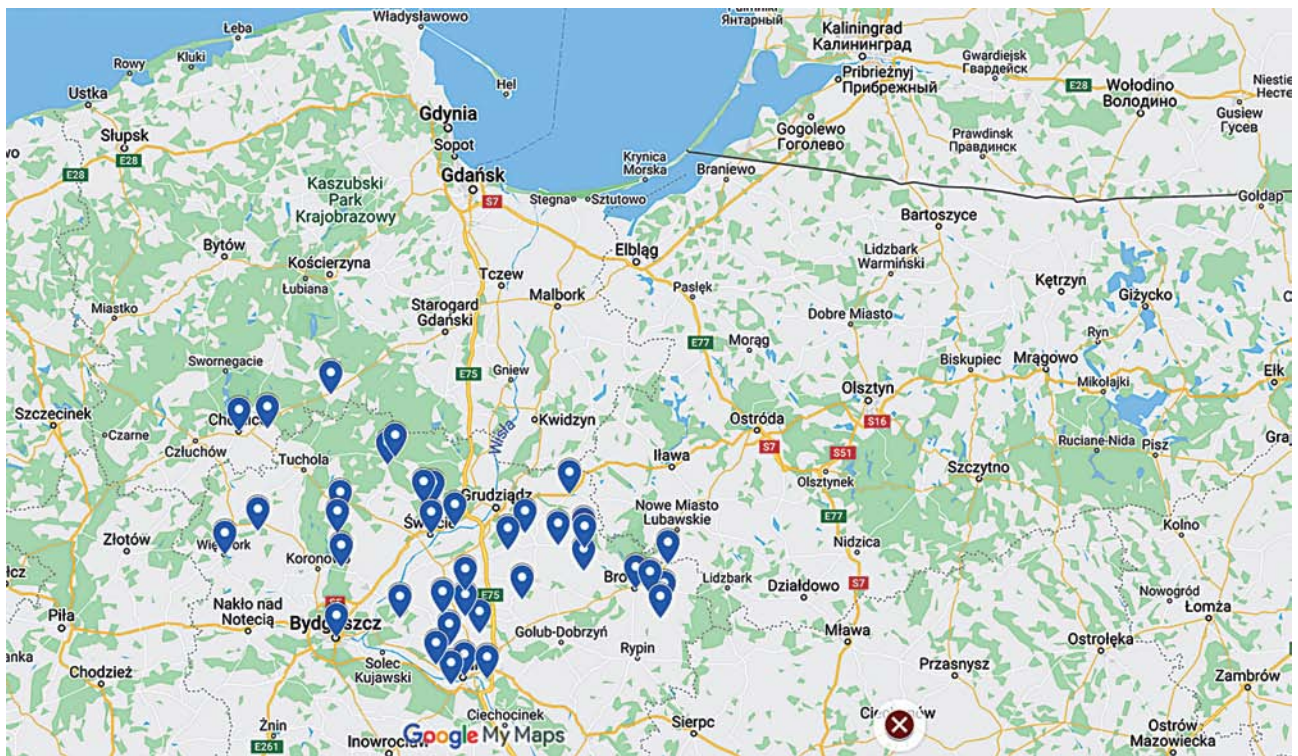 Władysławowo
Łeba
Rowy
Kluki
Ustka
Słupsk
E28
E28
Hel
Gdynia
Sopot
Gdańsk
S7
Янтарный
Kaliningrad
Калининград
Pribrieżnyj
Прибрежный
Gwardiejsk
Гвардейск
E28
Wołodino
Володино
Gusiew
Гусев
Gogolewo
Гоголево
Prawdinsk
Правдинск
Krynica
Morska
Braniewo
Stegna
Sztutowo
Gołdap
Kaszubski
Park
Krajobrazowy
Bytów
Kościerzyna
Łubiana
Tczew
Elbląg
Bartoszyce
Lidzbark
Warmiński
Kętrzyn
Giżycko
Miastko
Starogard
Gdański
Malbork
Pasłęk
Dobre Miasto
Ryn
Swornegacie
E75
Gniew
E77
Morąg
Biskupiec
Mrągowo
Mikołajki
Ełk
Szczecinek
Czarne
Człuchów
Tuchola
Kwidzyn
Wisła
Ostróda
Olsztyn
S16
S7
S51
Iława
Olsztynek
Szczytno
Ruciane-Nida
Pisz
Grudziądz
Nowe Miasto
Lubawskie
E77
Kolno
Złotów
Koronowo
Nidzica
Lidzbark
Działdowo
S7
Nowogród
Łomża
Piła
Nakło nad
Notecią
E75
Golub-Dobrzyń
Rypin
Mława
Ostrołęka
Chodzież
Solec
Kujawski
Przasnysz
Zambrów
Żnin
E261
Inowrocław
Ciechocinek
Google My Maps
Sierpc
Ostrów
Mazowiecka